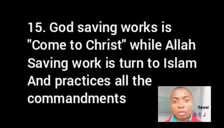 15. God saving works is
"Come to Christ" while Allah
Saving work is turn to Islam
And practices all the
commandments